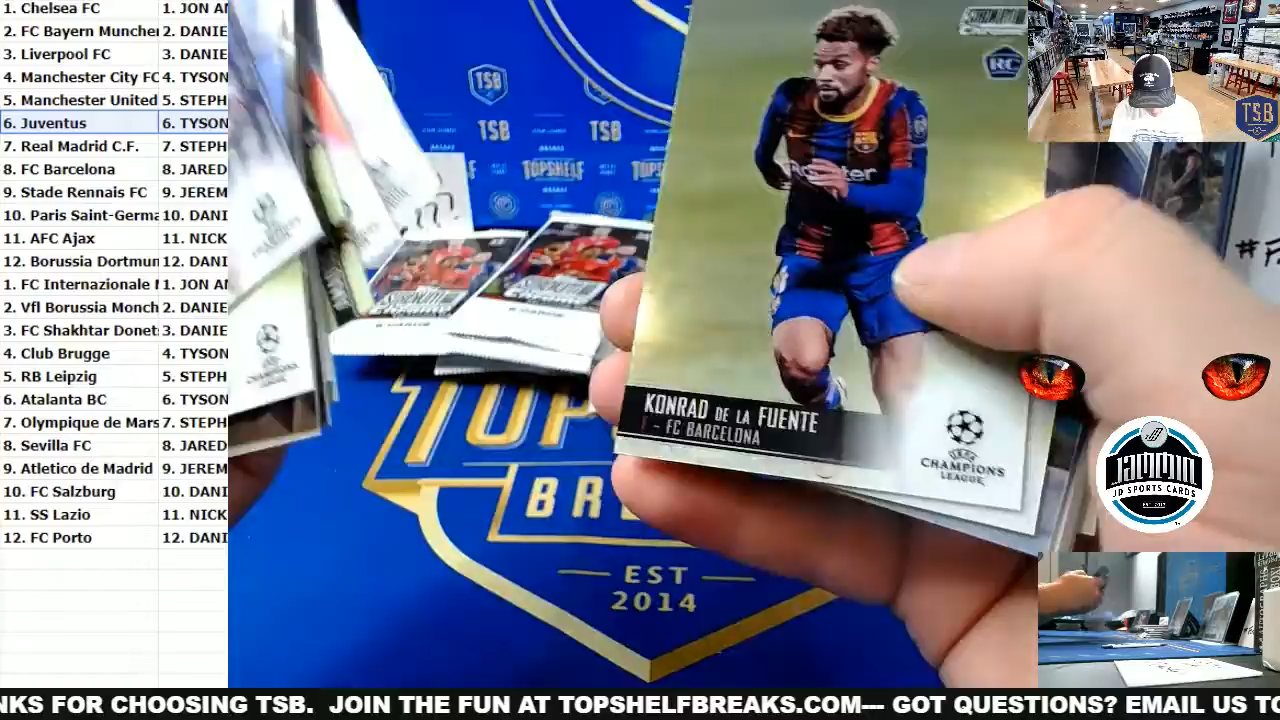 1. Chelsea FC
1. JON A
2. FC Bayern Munche
2. DANIE
3. Liverpool FC
3. DANIE
4. Manchester City FC
4. TYSON
5. Manchester United
5. STEPH
6. Juventus
6. TYSON
7. Real Madrid C.F.
7. STEPH
8. FC Barcelona
8. JARED
9. Stade Rennais FC
9. JEREM
10. Paris Saint-Germa
10. DANI
11. AFC Ajax
11. NICK
12. Borussia Dortmun
12. DANI
1. FC Internazionale
1. JON A
2. Vfl Borussia Monch
2. DANIE
3. FC Shakhtar Donet
3. DANIE
4. Club Brugge
4. TYSON
5. RB Leipzig
5. STEPH
6. Atalanta BC
6. TYSON
7. Olympique de Mars
7. STEPH
8. Sevilla FC
8. JARED
9. Atletico de Madrid
9. JEREM
10. FC Salzburg
10. DANI
11. SS Lazio
11. NICK
12. FC Porto
12. DANI
TSB
TSB
TSB
TOPSHELF
RC
KONRAD DE LA FUENTE
F - FC BARCELONA
UEFA
CHAMPIONS
LEAGUE
TOP
BR
EST
2014
TSB
JAMMIN
JD SPORTS CARDS
EST. 2017
NKS FOR CHOOSING TSB. JOIN THE FUN AT TOPSHELFBREAKS.COM--- GOT QUESTIONS? EMAIL US TO